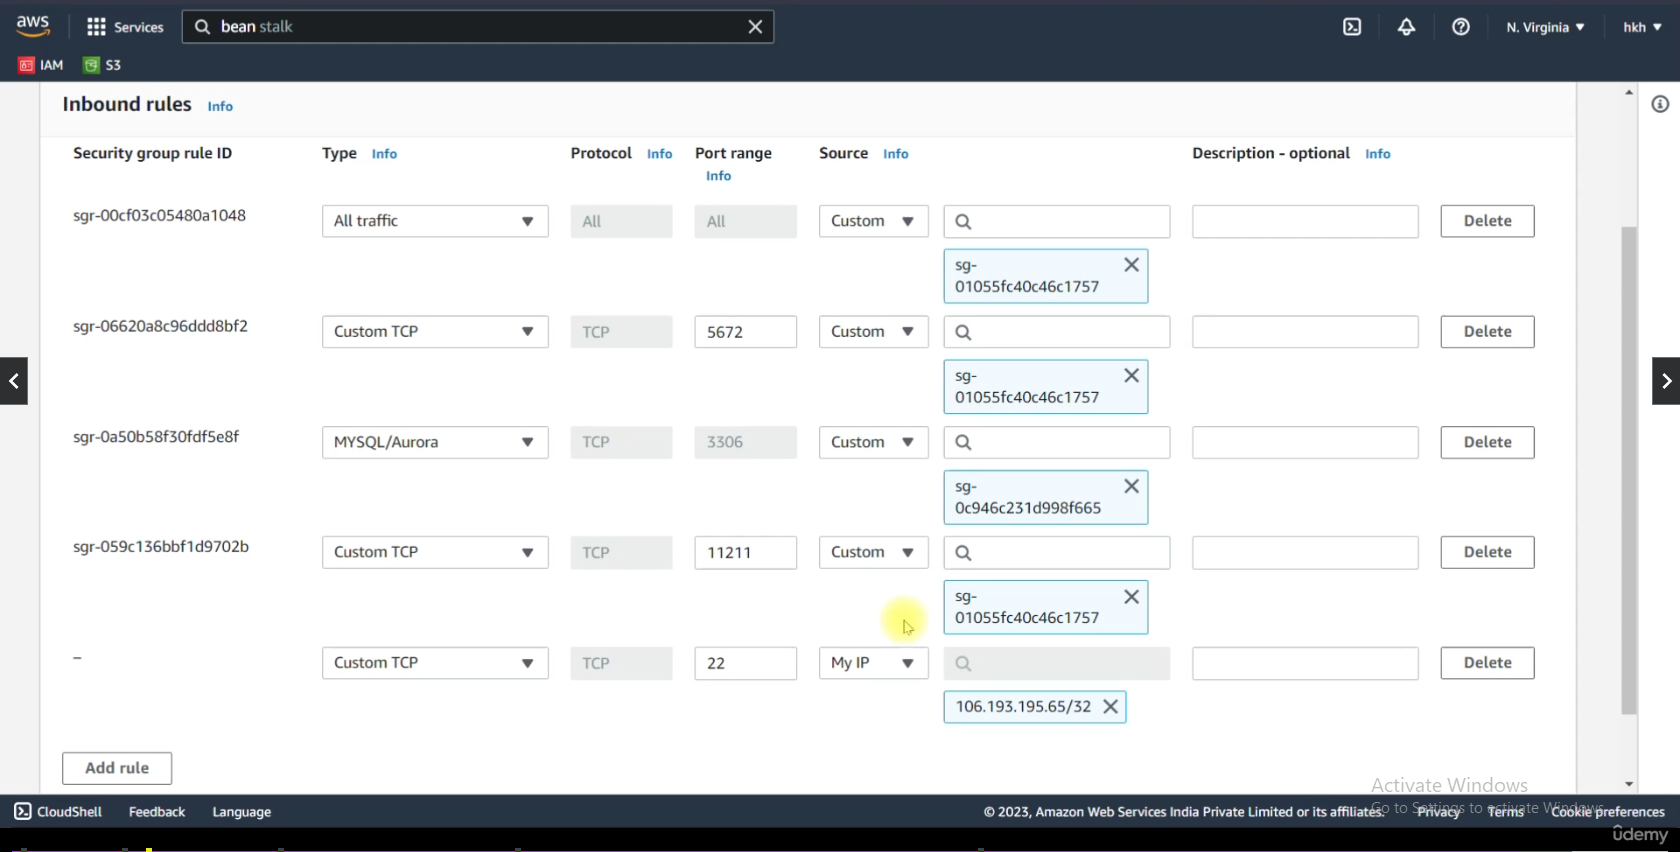 aws
Services
bean stalk
N. Virginia
hkh
IAM
S3
Inbound rules Info
Security group rule ID
Type Info
Protocol Info
Port range
Info
Source Info
Description - optional Info
sgr-00cf03c05480a1048
All traffic
All
All
Custom
Delete
sg-
01055fc40c46c1757
sgr-06620a8c96ddd8bf2
Custom TCP
TCP
5672
Custom
Delete
sg-
01055fc40c46c1757
sgr-0a50b58f30fdf5e8f
MYSQL/Aurora
TCP
3306
Custom
Delete
sg-
0c946c231d998f665
sgr-059c136bbf1d9702b
Custom TCP
TCP
11211
Custom
Delete
sg-
01055fc40c46c1757
–
Custom TCP
TCP
22
My IP
Delete
106.193.195.65/32
Add rule
Activate Windows
Go to Settings to activate Windows.
CloudShell
Feedback
Language
© 2023, Amazon Web Services India Private Limited or its affiliates.
Privacy
Terms
Cookie preferences
ûdemy